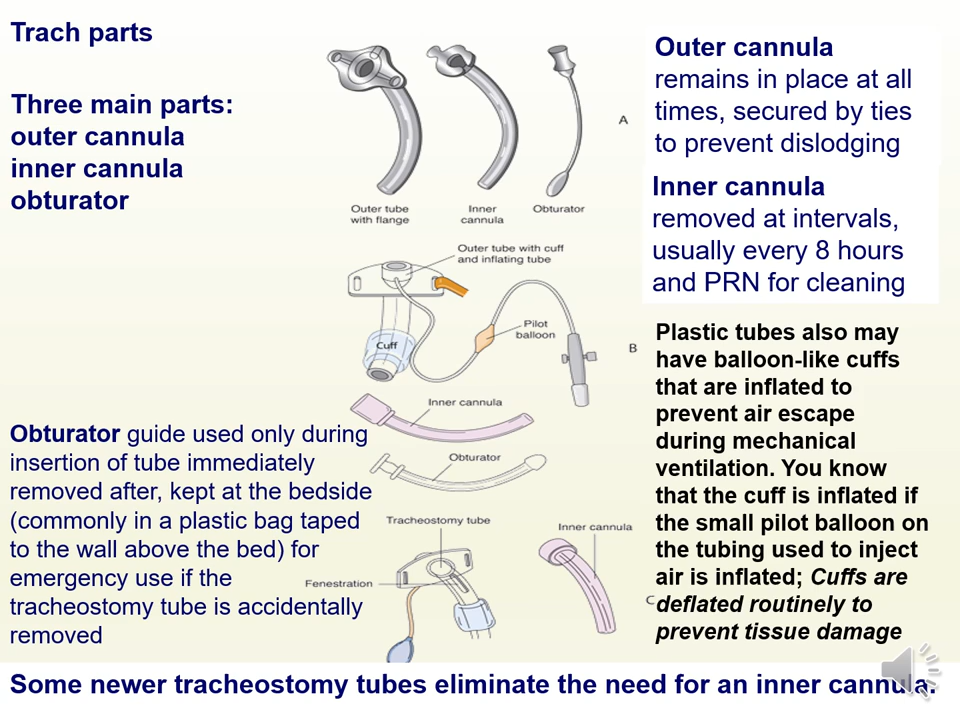 Trach parts
Three main parts:
outer cannula
inner cannula
obturator
Outer tube
with flange
Inner
cannula
Obturator
A
Outer cannula
remains in place at all
times, secured by ties
to prevent dislodging
Inner cannula
removed at intervals,
usually every 8 hours
and PRN for cleaning
Outer tube with cuff
and inflating tube
Cuff
Pilot
balloon
B
Inner cannula
Obturator
Plastic tubes also may
have balloon-like cuffs
that are inflated to
prevent air escape
during mechanical
ventilation. You know
that the cuff is inflated if
the small pilot balloon on
the tubing used to inject
air is inflated; Cuffs are
deflated routinely to
prevent tissue damage
Obturator guide used only during
insertion of tube immediately
removed after, kept at the bedside
(commonly in a plastic bag taped
to the wall above the bed) for
emergency use if the
tracheostomy tube is accidentally
removed
Tracheostomy tube
Inner cannula
Fenestration
C
Some newer tracheostomy tubes eliminate the need for an inner cannula.